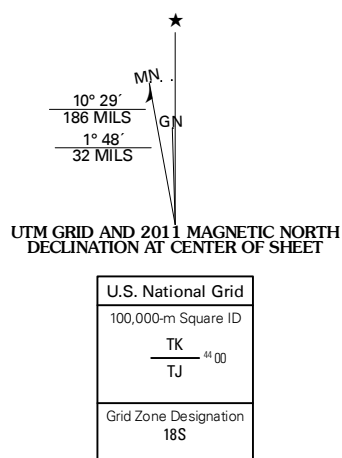 ★
MN
10° 29´
186 MILS
GN
1° 48´
32 MILS
UTM GRID AND 2011 MAGNETIC NORTH
DECLINATION AT CENTER OF SHEET
U.S. National Grid
100,000-m Square ID
TK
44 00
TJ
Grid Zone Designation
18S